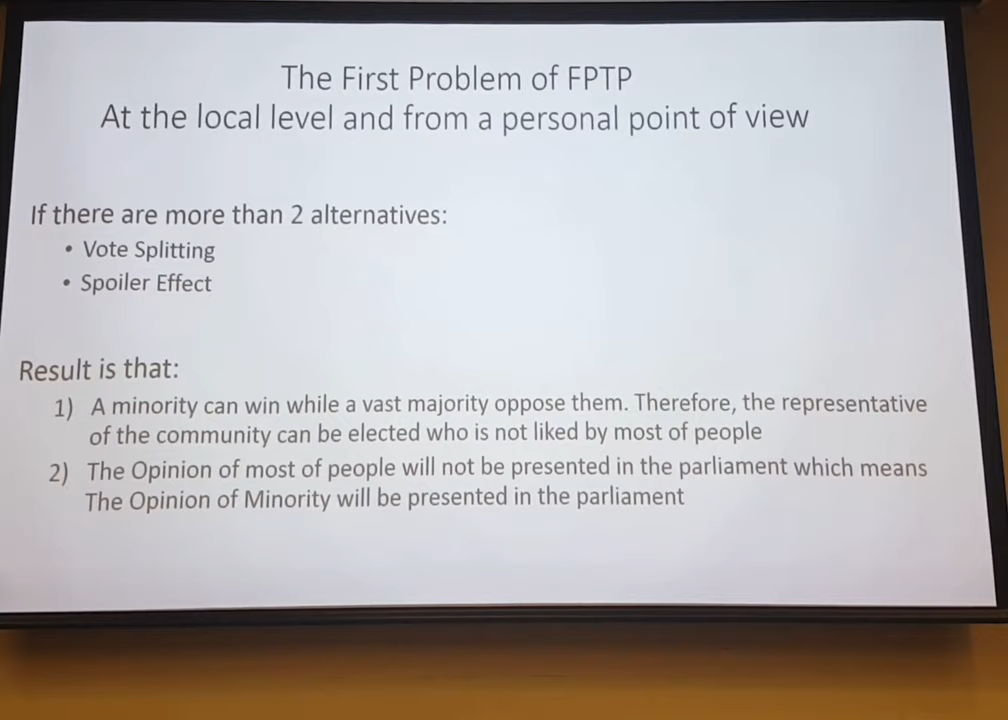 The First Problem of FPTP
At the local level and from a personal point of view
If there are more than 2 alternatives:
• Vote Splitting
• Spoiler Effect
Result is that:
1) A minority can win while a vast majority oppose them. Therefore, the representative
of the community can be elected who is not liked by most of people
2) The Opinion of most of people will not be presented in the parliament which means
The Opinion of Minority will be presented in the parliament